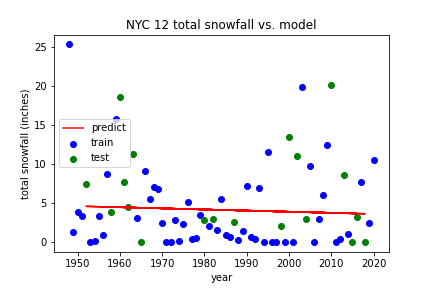 NYC 12 total snowfall vs. model
total snowfall (inches)
25
20
15
10
5
0
predict
train
test
1950
1960
1970
1980
1990
2000
2010
2020
year